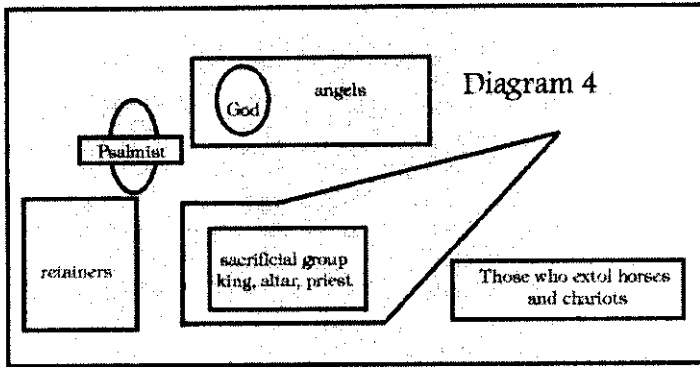 angels
God
Diagram 4
Psalmist
retainers
sacrificial group
king, altar, priest
Those who extol horses
and chariots